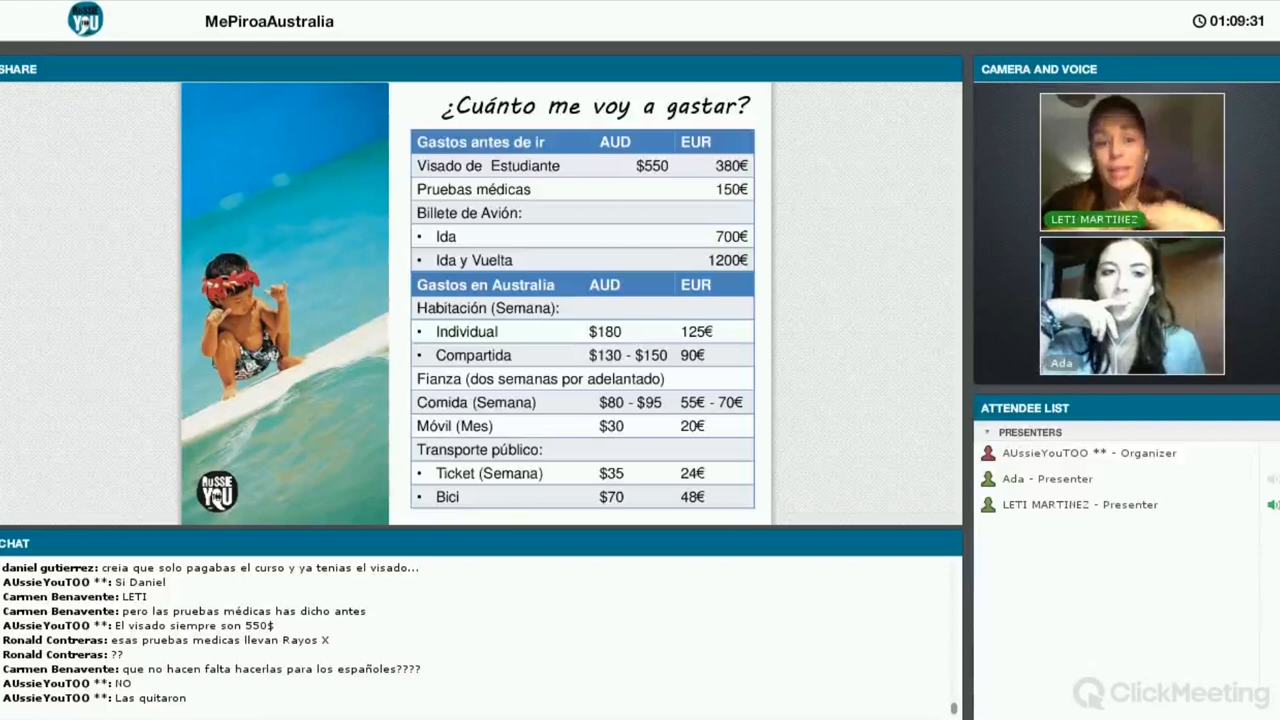 AUSSIE
YOU
MePiroaAustralia
01:09:31
SHARE
¿Cuánto me voy a gastar?
Gastos antes de ir AUD EUR
Visado de Estudiante $550 380€
Pruebas médicas 150€
Billete de Avión:
• Ida 700€
• Ida y Vuelta 1200€
Gastos en Australia AUD EUR
Habitación (Semana):
• Individual $180 125€
• Compartida $130 - $150 90€
Fianza (dos semanas por adelantado)
Comida (Semana) $80 - $95 55€ - 70€
Móvil (Mes) $30 20€
Transporte público:
• Ticket (Semana) $35 24€
• Bici $70 48€
AUSSIE
YOU
CAMERA AND VOICE
LETI MARTINEZ
Ada
ATTENDEE LIST
PRESENTERS
AUssieYouTOO ** - Organizer
Ada - Presenter
LETI MARTINEZ - Presenter
CHAT
daniel gutierrez: creia que solo pagabas el curso y ya tenias el visado...
AUssieYouTOO **: Si Daniel
Carmen Benavente: LETI
Carmen Benavente: pero las pruebas médicas has dicho antes
AUssieYouTOO **: El visado siempre son 550$
Ronald Contreras: esas pruebas medicas llevan Rayos X
Ronald Contreras: ??
Carmen Benavente: que no hacen falta hacerlas para los españoles????
AUssieYouTOO **: NO
AUssieYouTOO **: Las quitaron
ClickMeeting